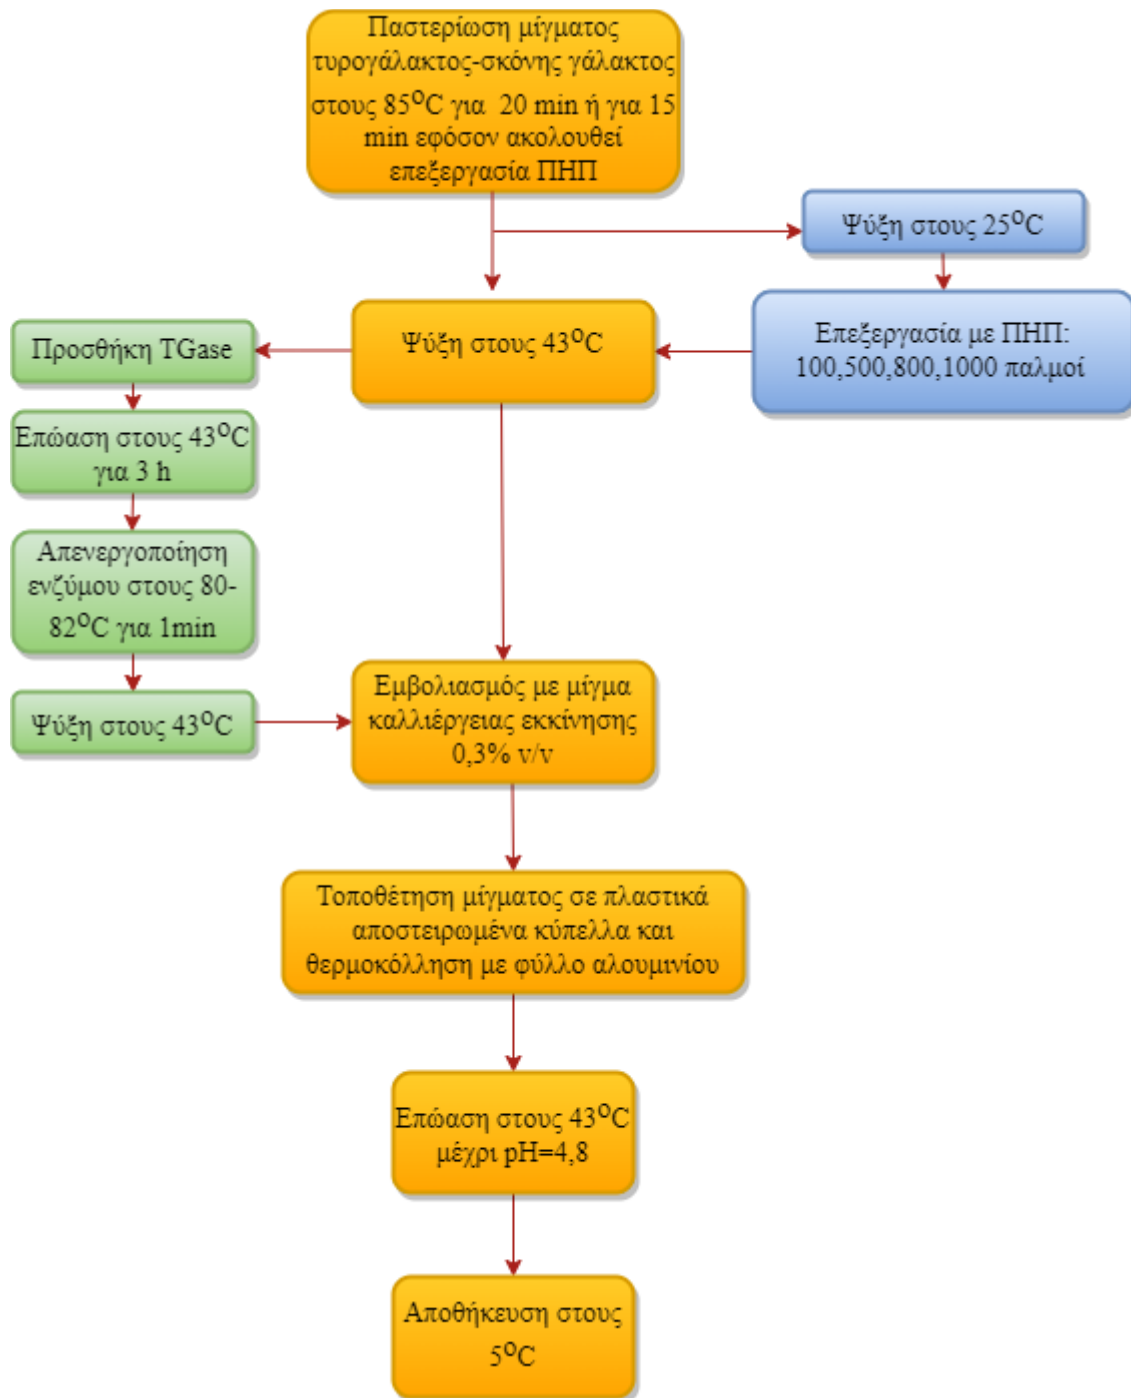 Παστερίωση μίγματος
τυρογάλακτος-σκόνης γάλακτος
στους 85°C για 20 min ή για 15
min εφόσον ακολουθεί
επεξεργασία ΠΗΠ
Ψύξη στους 25°C
Επεξεργασία με ΠΗΠ:
100,500,800,1000 παλμοί
Ψύξη στους 43°C
Προσθήκη TGase
Επώαση στους 43°C
για 3 h
Απενεργοποίηση
ενζύμου στους 80-
82°C για 1min
Ψύξη στους 43°C
Εμβολιασμός με μίγμα
καλλιέργειας εκκίνησης
0,3% v/v
Τοποθέτηση μίγματος σε πλαστικά
αποστειρωμένα κύπελλα και
θερμοκόλληση με φύλλο αλουμινίου
Επώαση στους 43°C
μέχρι pH=4,8
Αποθήκευση στους
5°C